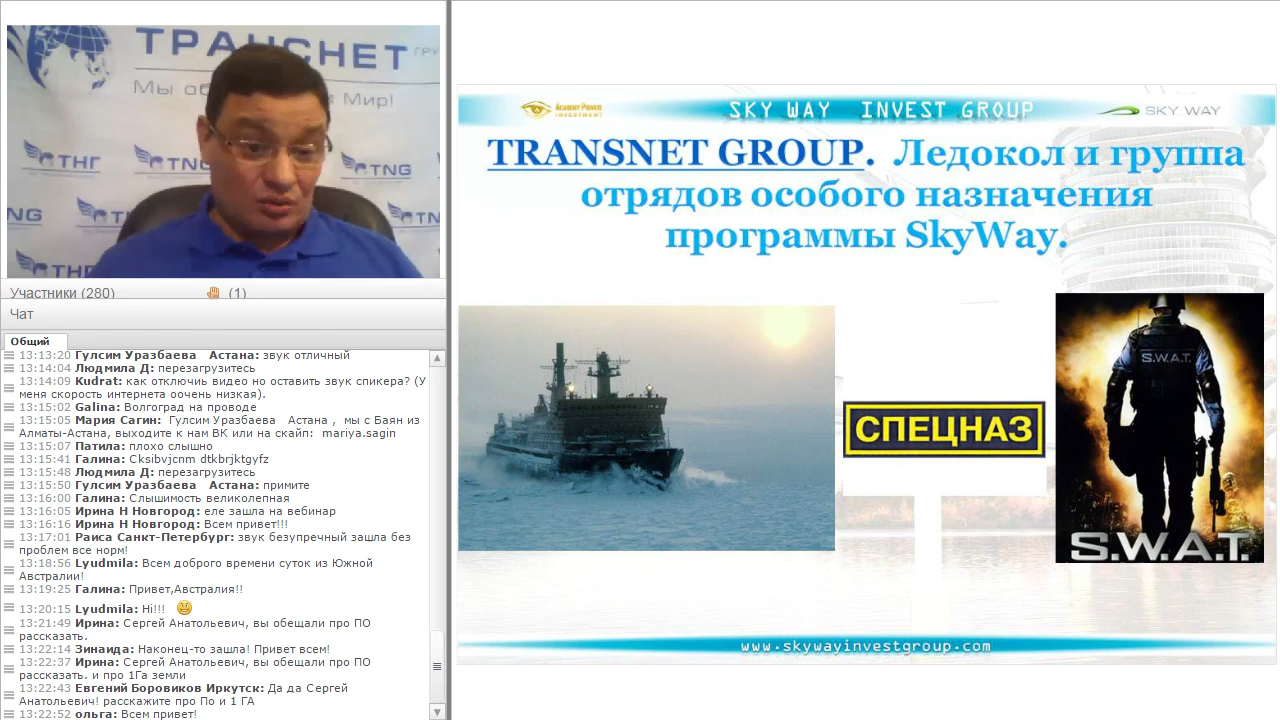 ТРАНСНЕТ
Мы об м Мир!
ТНГ
TNG
TNG
TNG
ТНГ
ТНГ
TNG
Участники (280) (1)
Чат
Общий
13:13:20 Гулсим Уразбаева Астана: звук отличный
13:14:04 Людмила Д: перезагрузитесь
13:14:09 Kudrat: как отключиь видео но оставить звук спикера? (У
меня скорость интернета оочень низкая).
13:15:02 Galina: Волгоград на проводе
13:15:05 Мария Сагин: Гулсим Уразбаева Астана , мы с Баян из
Алматы-Астана, выходите к нам ВК или на скайп: mariya.sagin
13:15:07 Патила: плохо слышно
13:15:41 Галина: Cksibvjcnm dtkbrjktgyfz
13:15:48 Людмила Д: перезагрузитесь
13:15:50 Гулсим Уразбаева Астана: примите
13:16:00 Галина: Слышимость великолепная
13:16:05 Ирина Н Новгород: еле зашла на вебинар
13:16:16 Ирина Н Новгород: Всем привет!!!
13:17:01 Раиса Санкт-Петербург: звук безупречный зашла без
проблем все норм!
13:18:56 Lyudmila: Всем доброго времени суток из Южной
Австралии!
13:19:25 Галина: Привет,Австралия!!
13:20:15 Lyudmila: Hi!!!
13:21:49 Ирина: Сергей Анатольевич, вы обещали про ПО
рассказать.
13:22:14 Зинаида: Наконец-то зашла! Привет всем!
13:22:37 Ирина: Сергей Анатольевич, вы обещали про ПО
рассказать. и про 1Га земли
13:22:43 Евгений Боровиков Иркутск: Да да Сергей
Анатольевич! расскажите про По и 1 ГА
13:22:52 ольга: Всем привет!
ACADEMY PRIVATE
INVESTMENT
SKY WAY INVEST GROUP
SKY WAY
TRANSNET GROUP. Ледокол и группа
отрядов особого назначения
программы SkyWay.
СПЕЦНАЗ
S.W.A.T.
S.W.A.T.
www.skywayinvestgroup.com